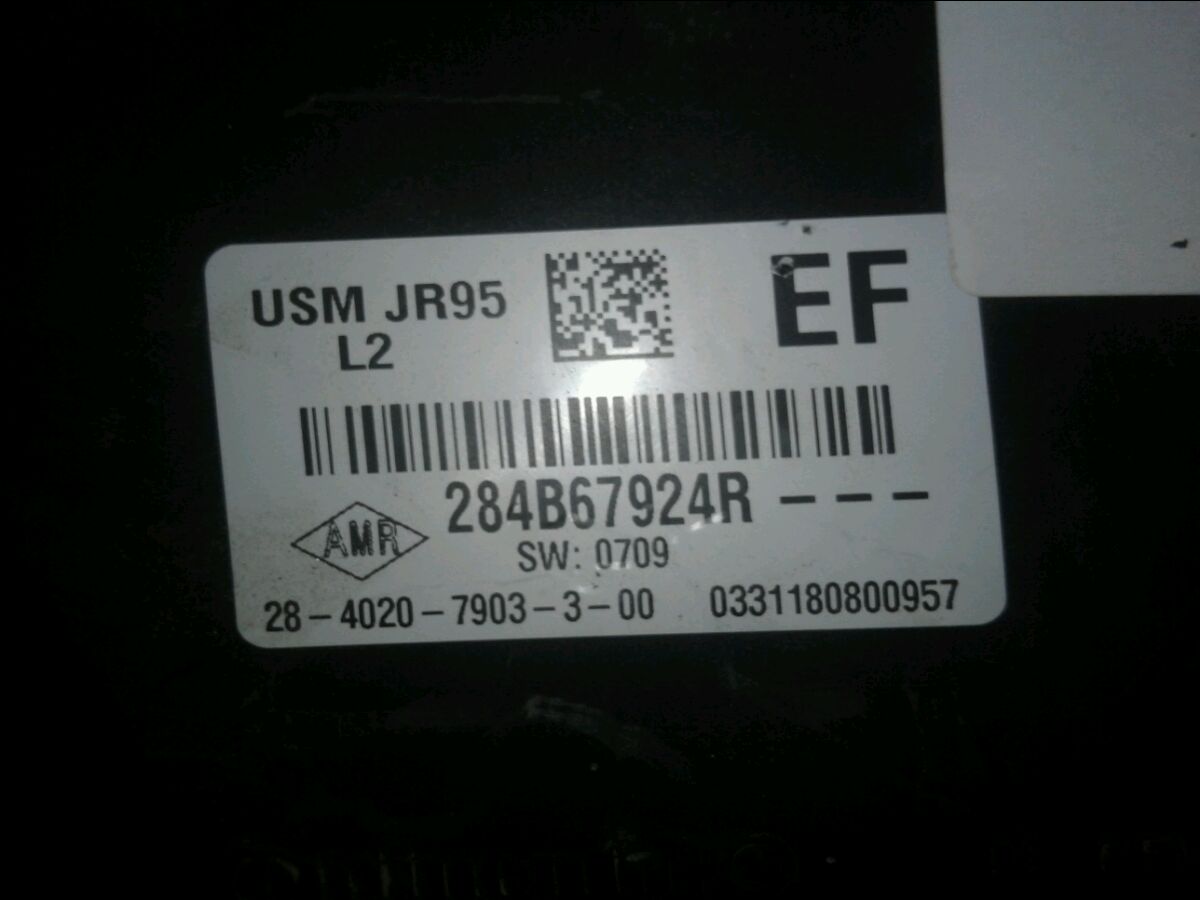 USM JR95 EF
L2
284B67924R - - -
AMR
SW: 0709
28-4020-7903-3-00 0331180800957